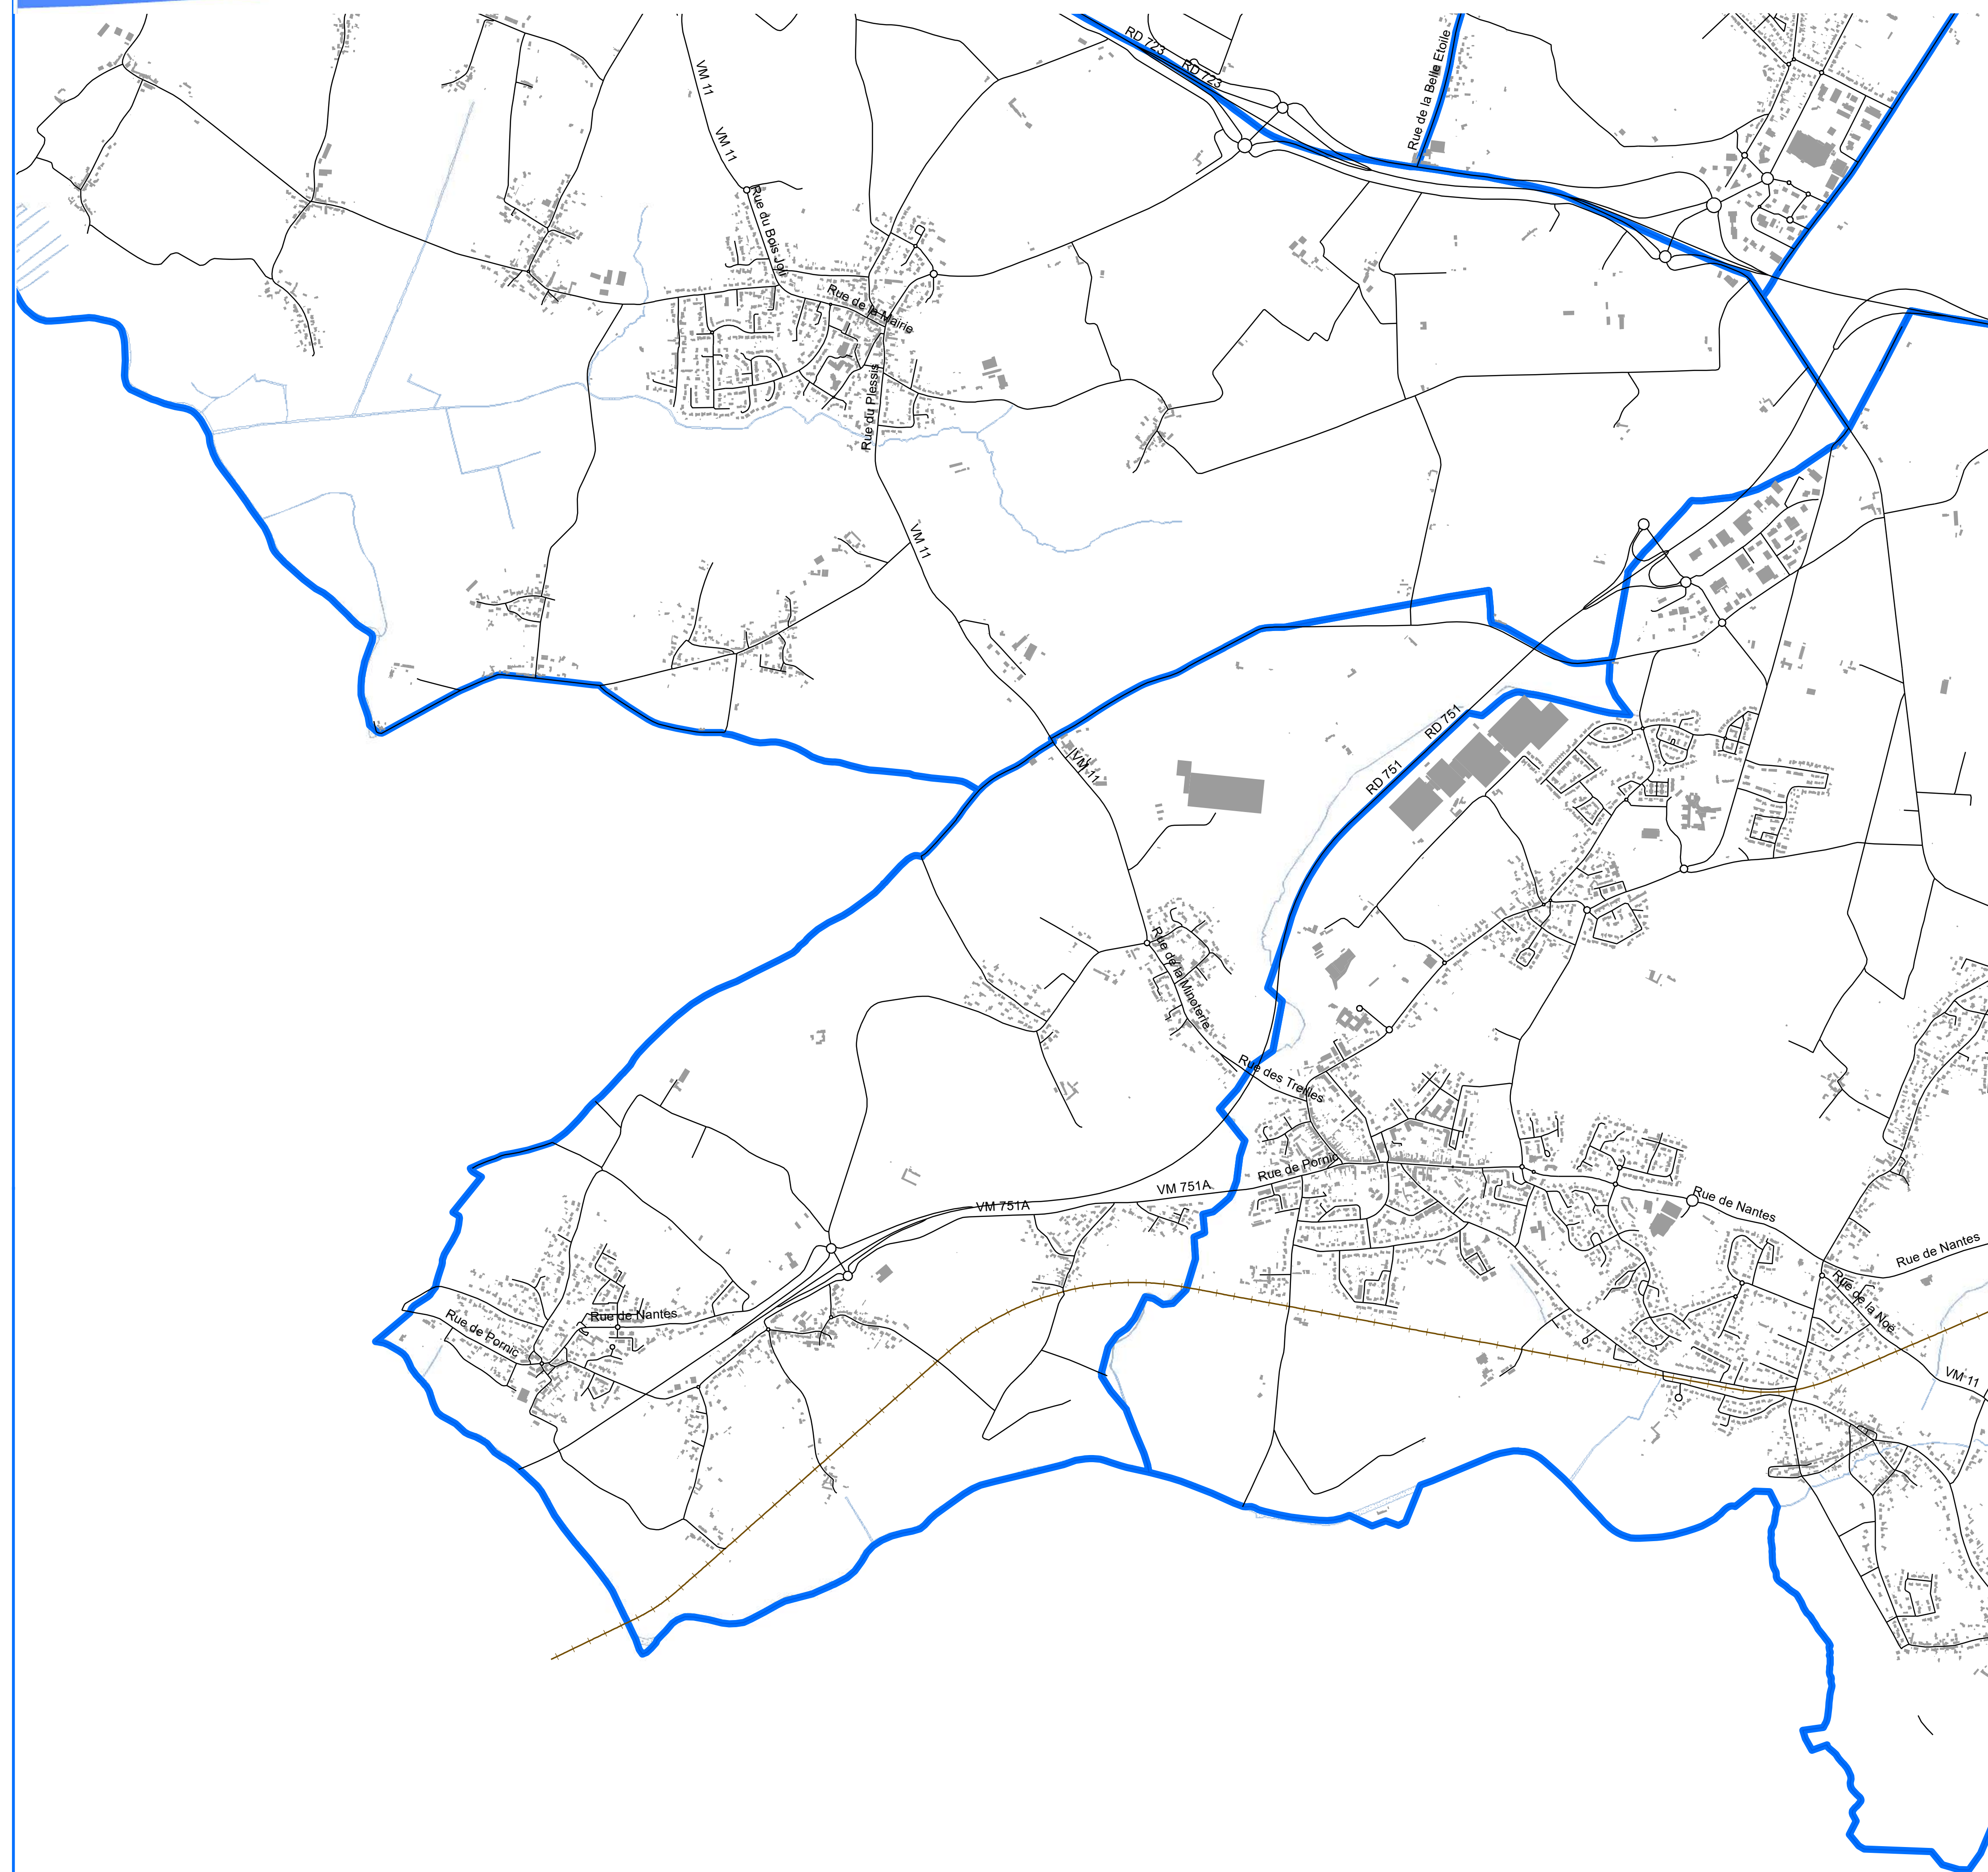 RD 723
RD 723
Rue de la Belle Etoile
VM 11
VM 11
Rue du Bois Joli
Rue de la Mairie
Rue du Plessis
VM 11
RD 751
RD 751
VM 11
Rue de la Minoterie
Rue des Treilles
Rue de Pornic
VM 751A
VM 751A
Rue de Nantes
Rue de Nantes
Rue de la Noë
Rue de Nantes
Rue de Pornic
VM 11